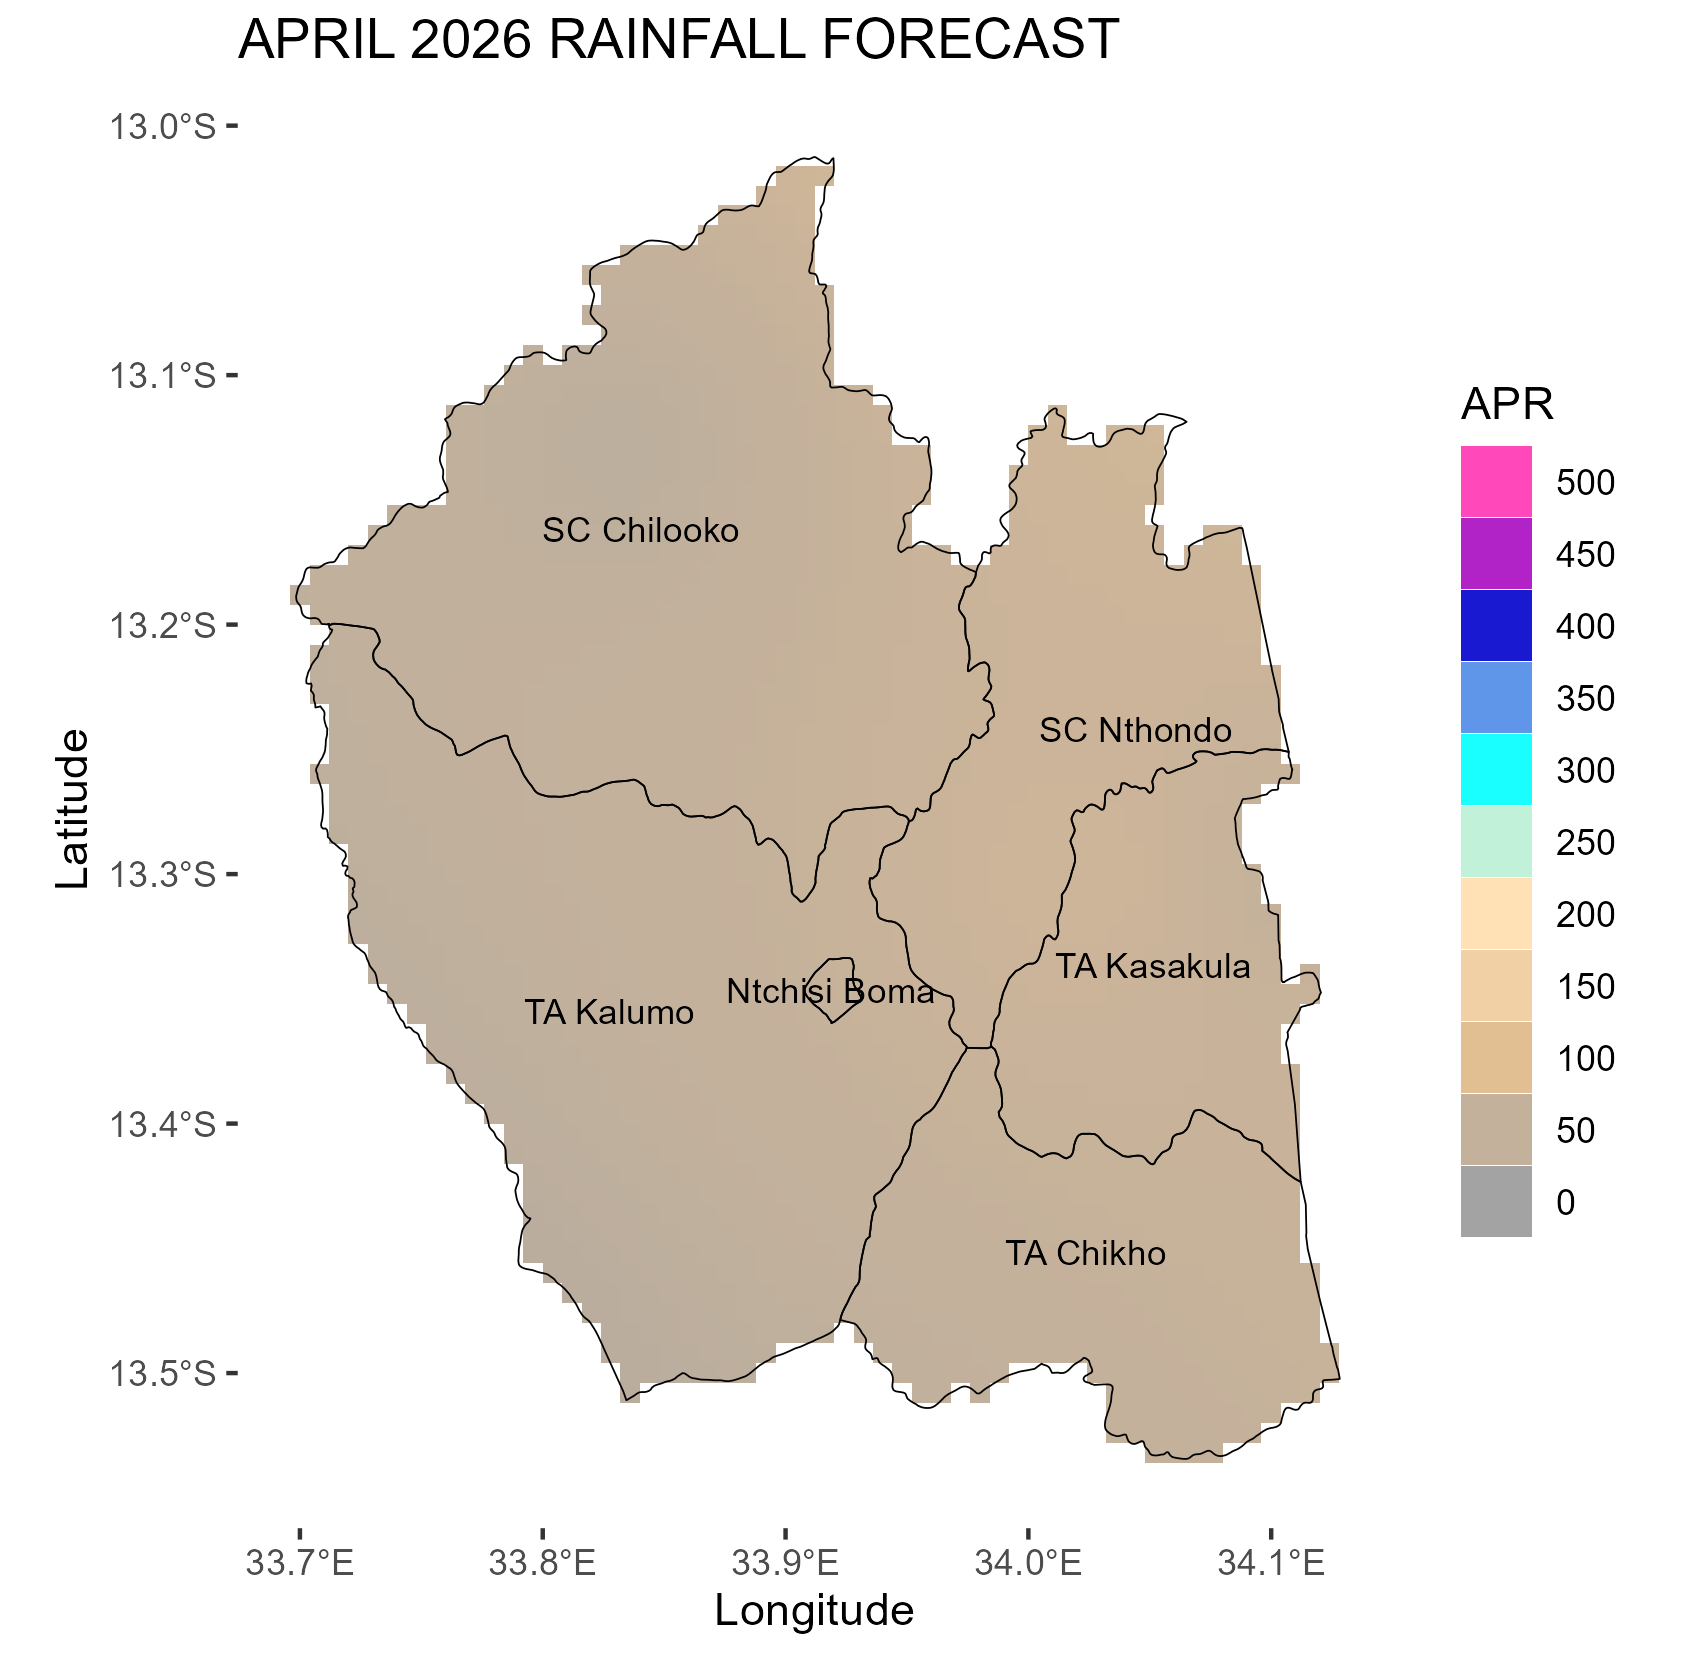 APRIL 2026 RAINFALL FORECAST
13.0°S
13.1°S
13.2°S
13.3°S
13.4°S
13.5°S
Latitude
SC Chilooko
SC Nthondo
TA Kasakula
Ntchisi Boma
TA Kalumo
TA Chikho
33.7°E
33.8°E
33.9°E
34.0°E
34.1°E
Longitude
APR
500
450
400
350
300
250
200
150
100
50
0